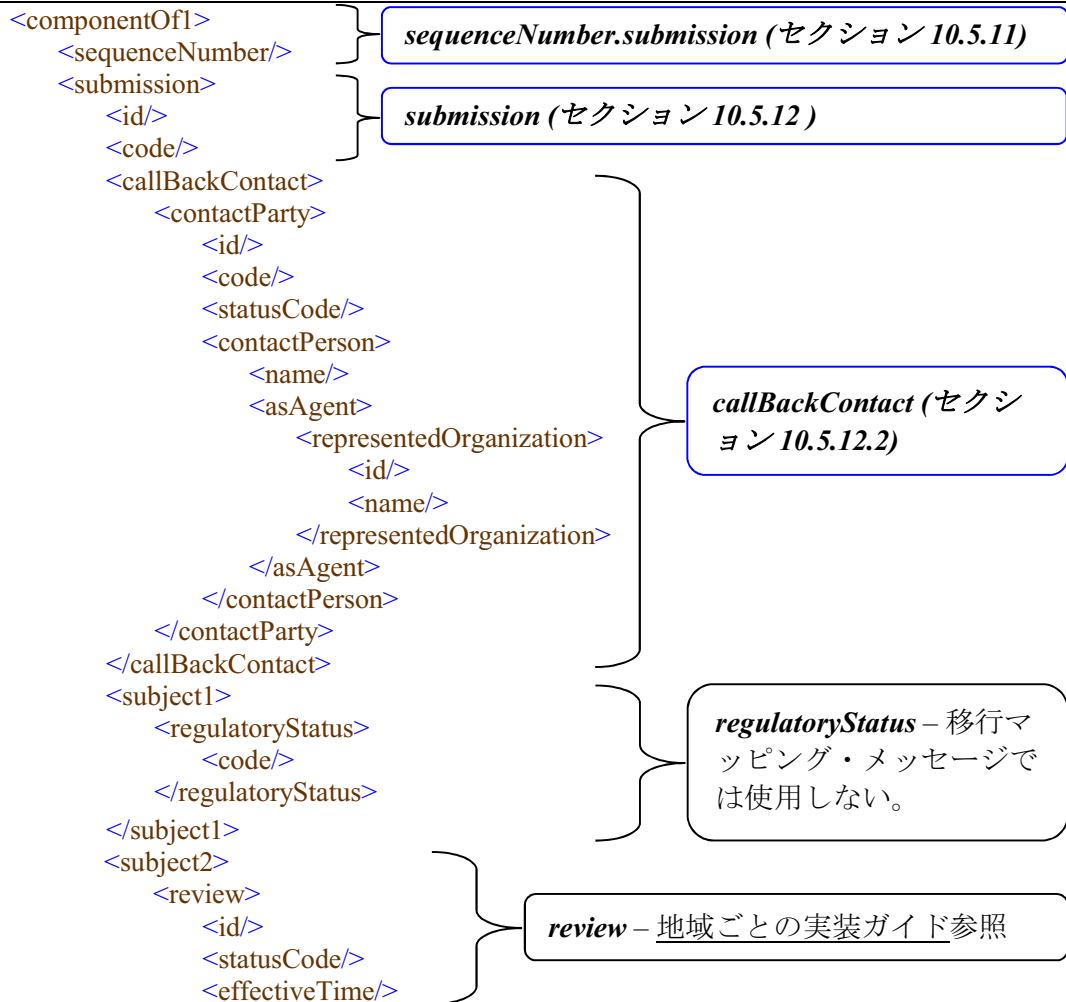 <componentOf1>
<sequenceNumber/>
sequenceNumber.submission (セクション 10.5.11)
<submission>
<id/>
<code/>
submission (セクション 10.5.12 )
<callBackContact>
<contactParty>
<id/>
<code/>
<statusCode/>
<contactPerson>
<name/>
<asAgent>
<representedOrganization>
<id/>
<name/>
</representedOrganization>
</asAgent>
</contactPerson>
</contactParty>
</callBackContact>
callBackContact (セクシ
ョン 10.5.12.2)
<subject1>
<regulatoryStatus>
<code/>
</regulatoryStatus>
</subject1>
regulatoryStatus – 移行マ
ッピング・メッセージで
は使用しない。
<subject2>
<review>
<id/>
<statusCode/>
<effectiveTime/>
review – 地域ごとの実装ガイド参照